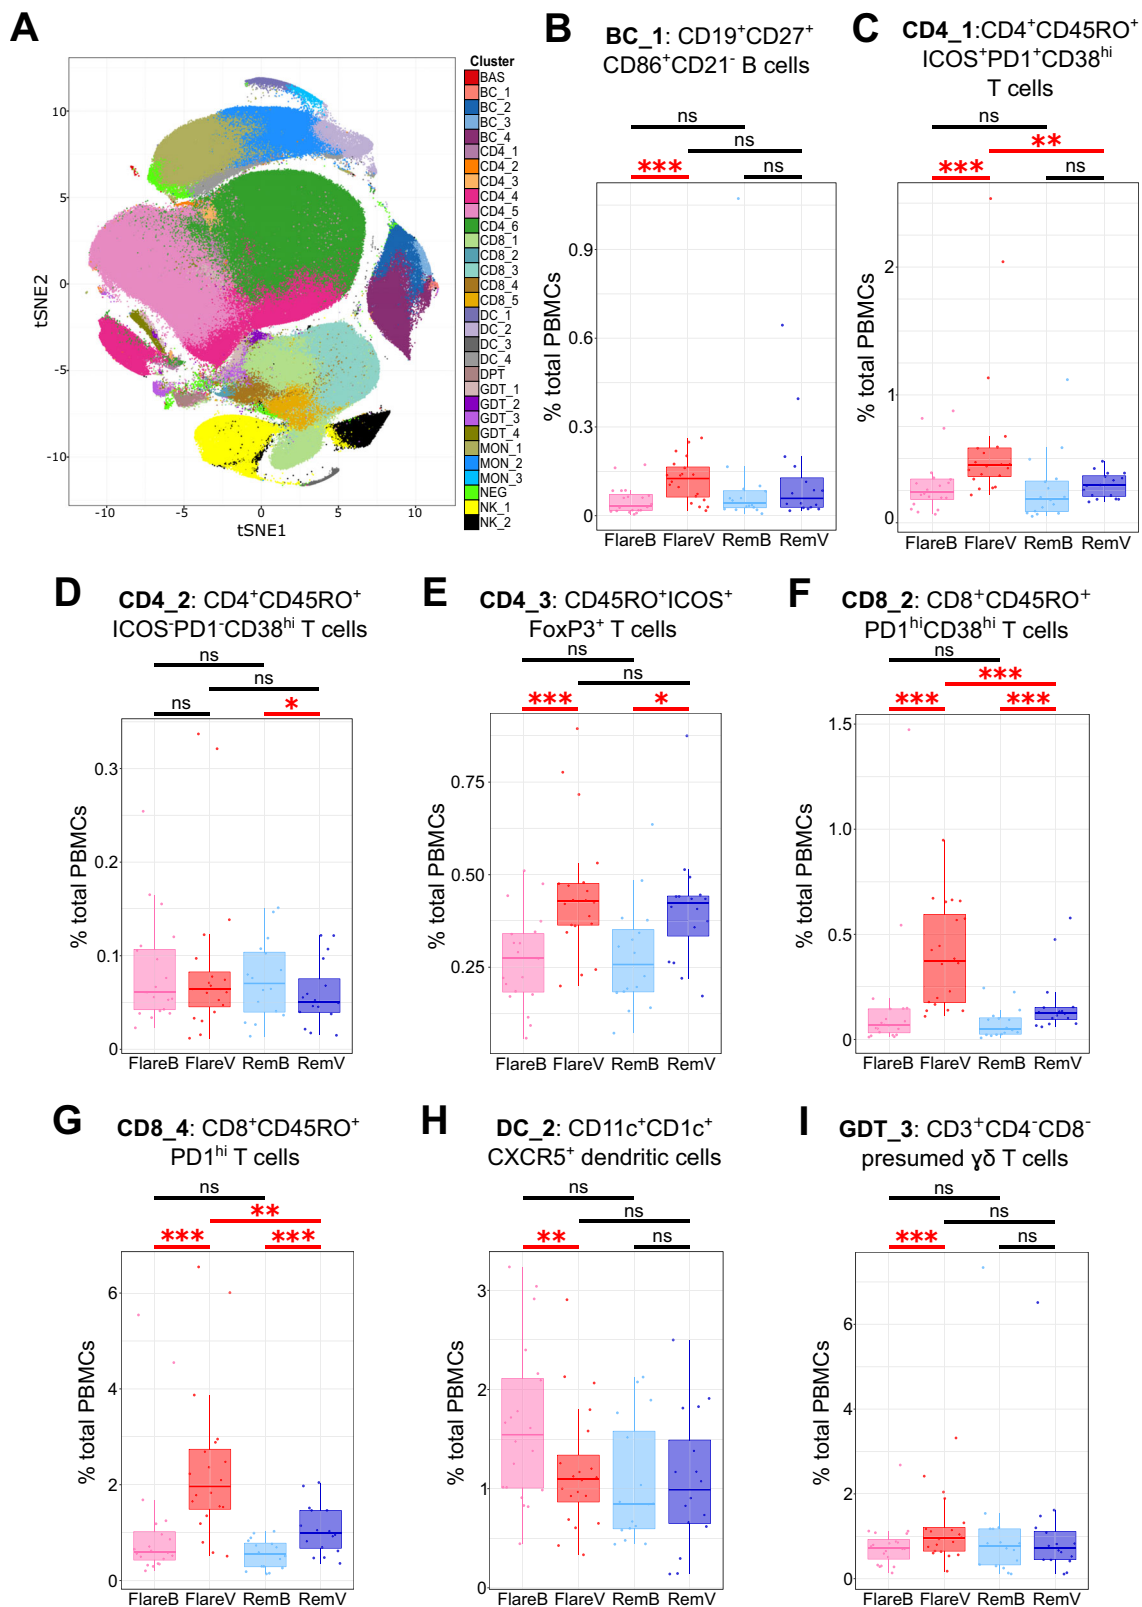 A
Cluster
BAS
BC_1
BC_2
BC_3
BC_4
CD4_1
CD4_2
CD4_3
CD4_4
CD4_5
CD4_6
CD8_1
CD8_2
CD8_3
CD8_4
CD8_5
DC_1
DC_2
DC_3
DC_4
DPT
GDT_1
GDT_2
GDT_3
GDT_4
MON_1
MON_2
MON_3
NEG
NK_1
NK_2
tSNE2
10
5
0
-5
-10
-10 -5 0 5 10
tSNE1
B BC_1: CD19⁺CD27⁺
CD86⁺CD21⁻ B cells
ns
ns
*** ns
% total PBMCs
0.9
0.6
0.3
0
FlareB FlareV RemB RemV
C CD4_1:CD4⁺CD45RO⁺
ICOS⁺PD1⁺CD38ʰⁱ
T cells
ns
**
*** ns
% total PBMCs
2
1
0
FlareB FlareV RemB RemV
D CD4_2: CD4⁺CD45RO⁺
ICOS⁻PD1⁻CD38ʰⁱ T cells
ns
ns
ns *
% total PBMCs
0.3
0.2
0.1
0
FlareB FlareV RemB RemV
E CD4_3: CD45RO⁺ICOS⁺
FoxP3⁺ T cells
ns
ns
*** *
% total PBMCs
0.75
0.50
0.25
FlareB FlareV RemB RemV
F CD8_2: CD8⁺CD45RO⁺
PD1ʰⁱCD38ʰⁱ T cells
ns
***
*** ***
% total PBMCs
1.5
1.0
0.5
0
FlareB FlareV RemB RemV
G CD8_4: CD8⁺CD45RO⁺
PD1ʰⁱ T cells
ns
**
*** ***
% total PBMCs
6
4
2
0
FlareB FlareV RemB RemV
H DC_2: CD11c⁺CD1c⁺
CXCR5⁺ dendritic cells
ns
ns
** ns
% total PBMCs
3
2
1
0
FlareB FlareV RemB RemV
I GDT_3: CD3⁺CD4⁻CD8⁻
presumed γδ T cells
ns
ns
*** ns
% total PBMCs
6
4
2
0
FlareB FlareV RemB RemV